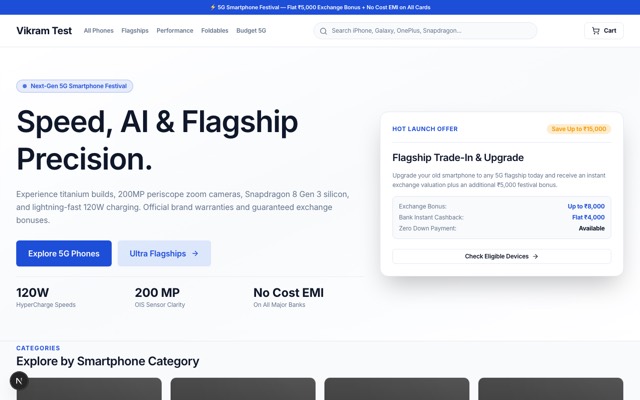 ⚡ 5G Smartphone Festival — Flat ₹5,000 Exchange Bonus + No Cost EMI on All Cards
Vikram Test
All Phones
Flagships
Performance
Foldables
Budget 5G
Search iPhone, Galaxy, OnePlus, Snapdragon...
Cart
Next-Gen 5G Smartphone Festival
Speed, AI & Flagship
Precision.
Experience titanium builds, 200MP periscope zoom cameras, Snapdragon 8 Gen 3 silicon,
and lightning-fast 120W charging. Official brand warranties and guaranteed exchange
bonuses.
Explore 5G Phones
Ultra Flagships →
120W
HyperCharge Speeds
200 MP
OIS Sensor Clarity
No Cost EMI
On All Major Banks
HOT LAUNCH OFFER
Save Up to ₹15,000
Flagship Trade-In & Upgrade
Upgrade your old smartphone to any 5G flagship today and receive an instant
exchange valuation plus an additional ₹5,000 festival bonus.
Exchange Bonus: Up to ₹8,000
Bank Instant Cashback: Flat ₹4,000
Zero Down Payment: Available
Check Eligible Devices →
CATEGORIES
Explore by Smartphone Category
N